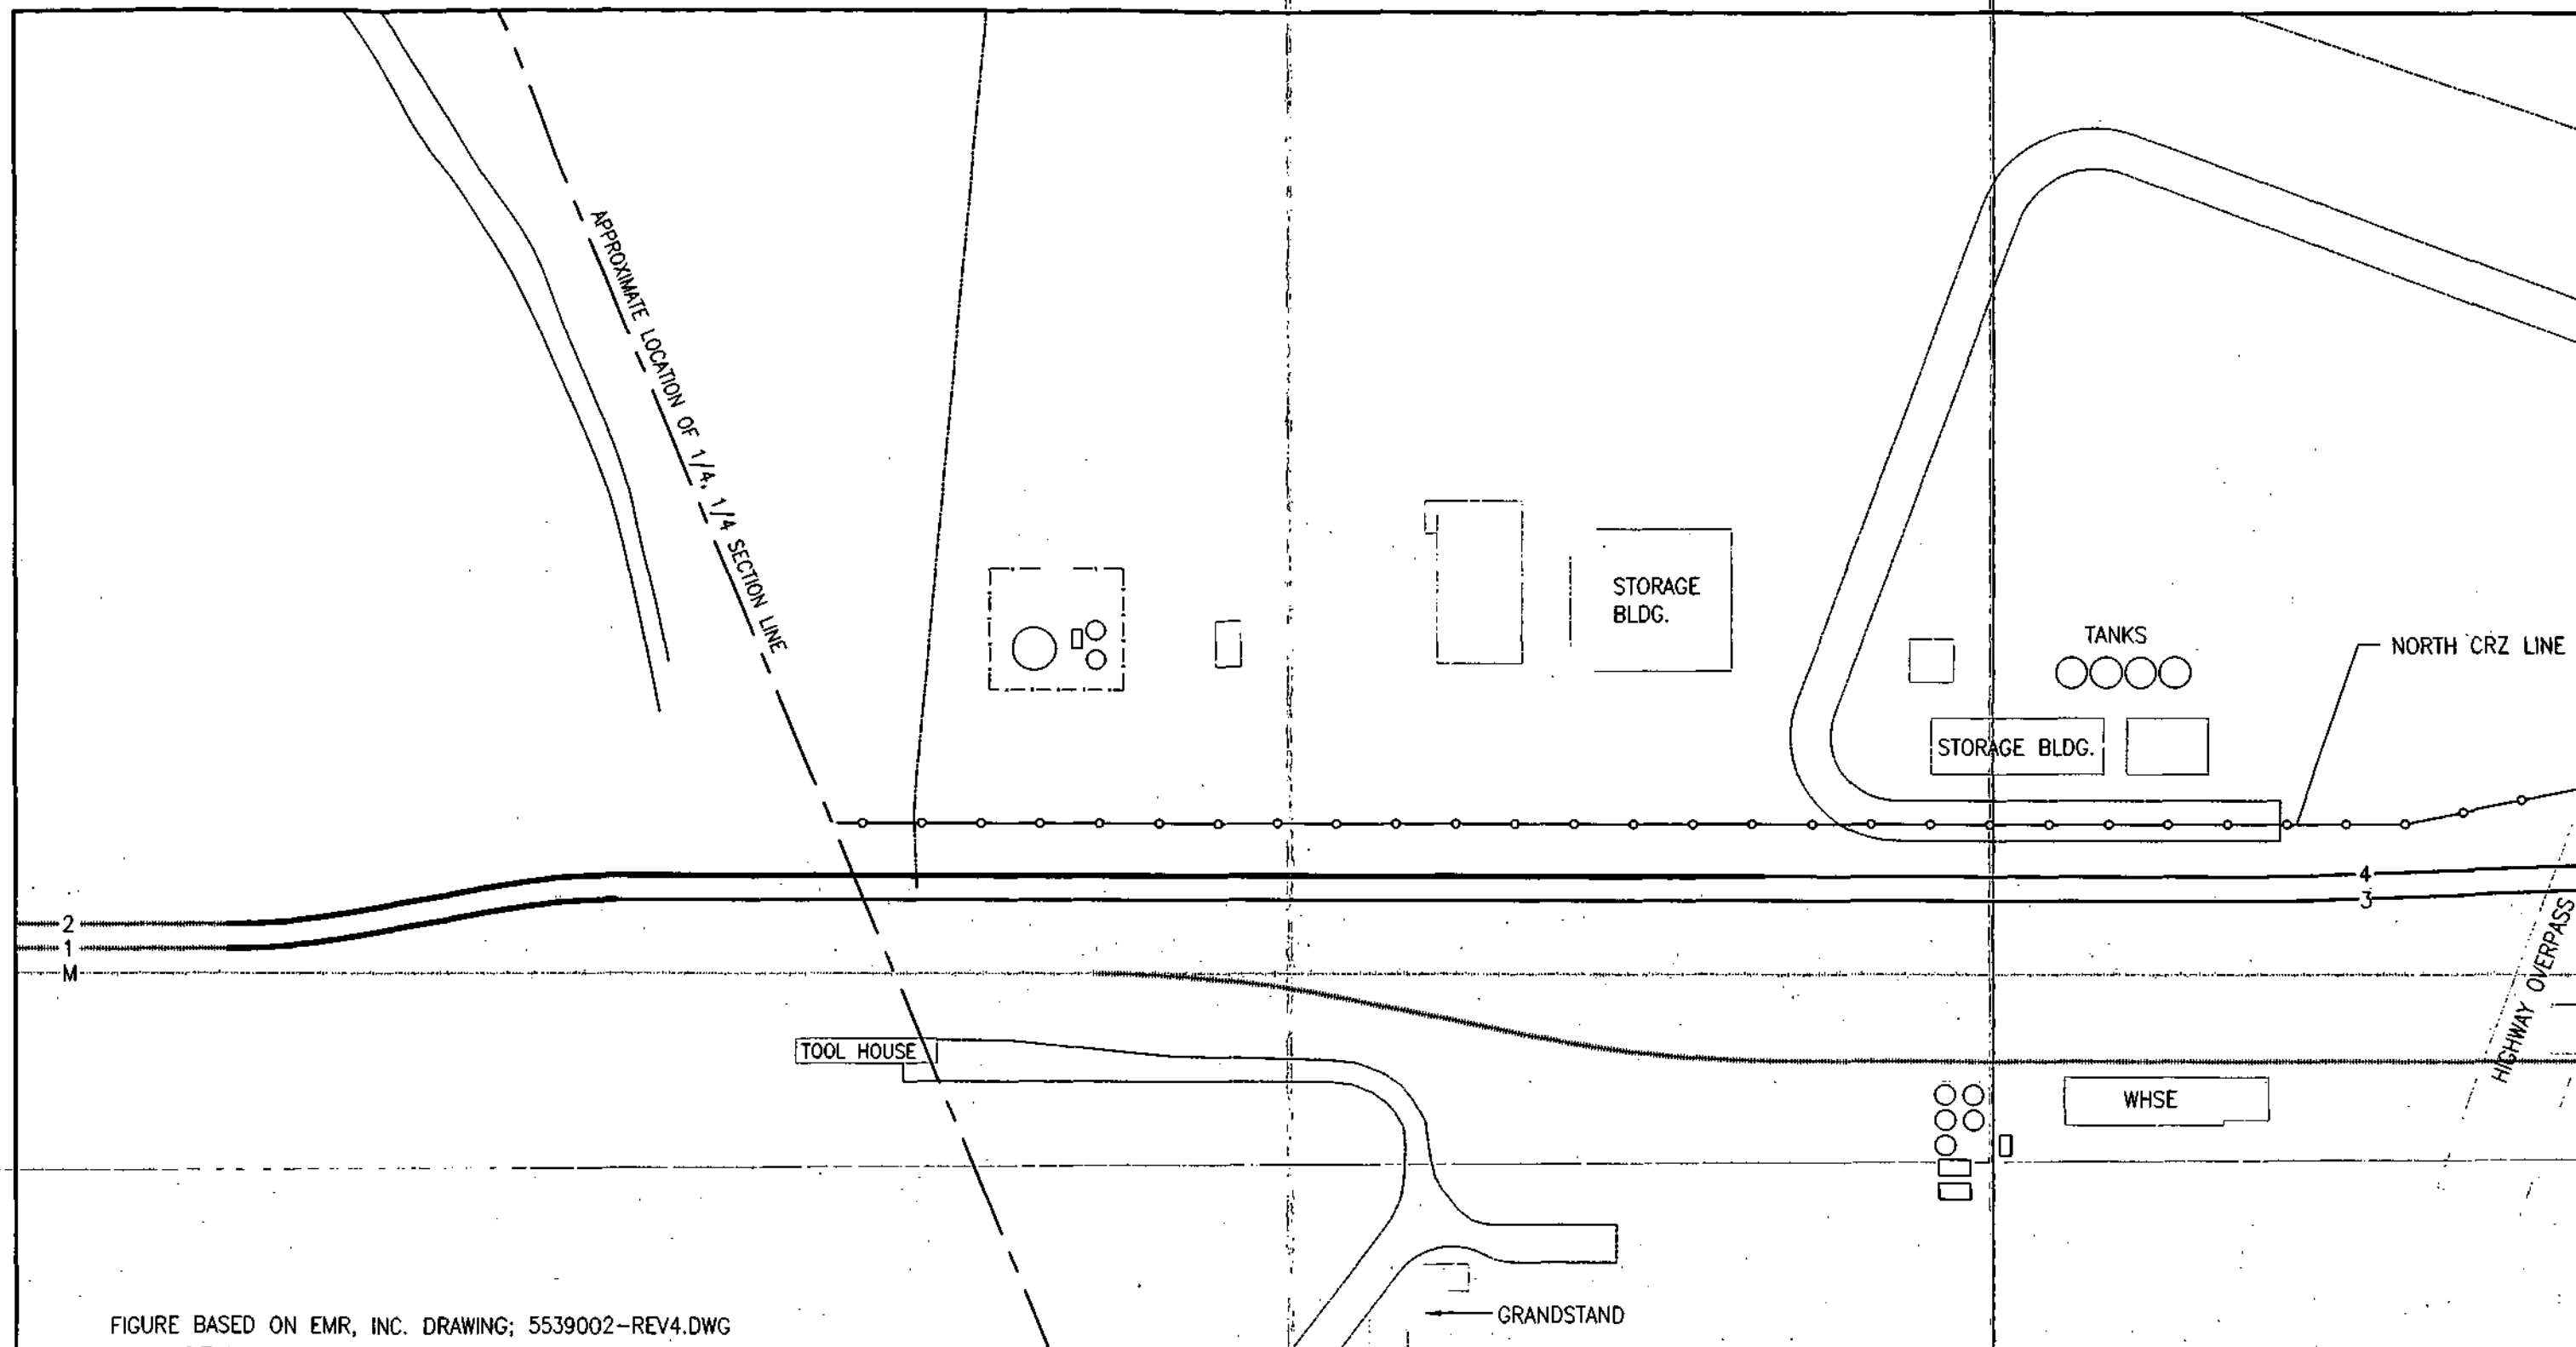 APPROXIMATE LOCATION OF 1/4, 1/4 SECTION LINE
STORAGE
BLDG.
TANKS
NORTH CRZ LINE
STORAGE BLDG.
4
3
2
1
M
HIGHWAY OVERPASS
TOOL HOUSE
WHSE
GRANDSTAND
FIGURE BASED ON EMR, INC. DRAWING; 5539002-REV4.DWG